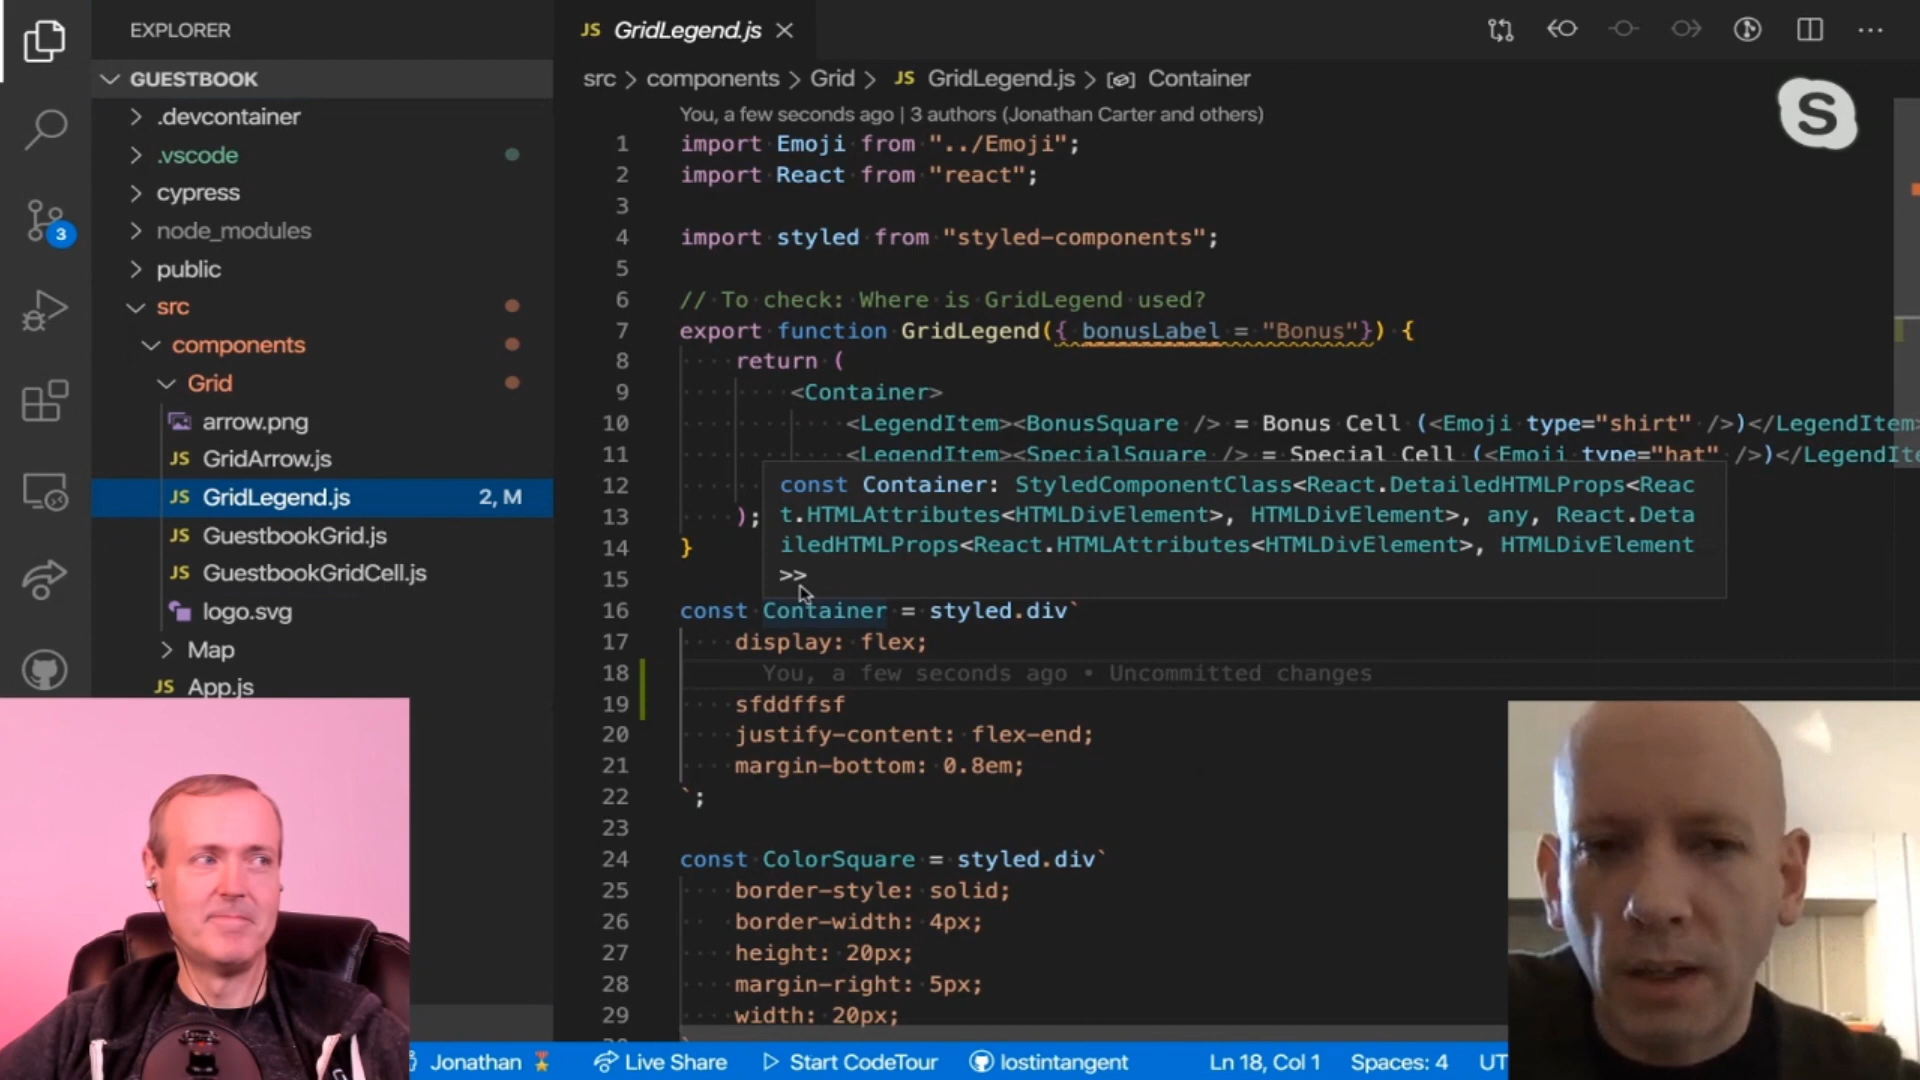 EXPLORER
GUESTBOOK
.devcontainer
.vscode
cypress
node_modules
public
src
components
Grid
arrow.png
JS GridArrow.js
JS GridLegend.js 2, M
JS GuestbookGrid.js
JS GuestbookGridCell.js
logo.svg
Map
JS App.js
3
JS GridLegend.js
src > components > Grid > JS GridLegend.js > Container
S
You, a few seconds ago | 3 authors (Jonathan Carter and others)
1 import Emoji from "../Emoji";
2 import React from "react";
3
4 import styled from "styled-components";
5
6 // To check: Where is GridLegend used?
7 export function GridLegend({ bonusLabel = "Bonus"}) {
8 return (
9 <Container>
10 <LegendItem><BonusSquare /> = Bonus Cell (<Emoji type="shirt" />)</LegendItem>
11 <LegendItem><SpecialSquare /> = Special Cell (<Emoji type="hat" />)</LegendIte
12
13 );
14 }
15
const Container: StyledComponentClass<React.DetailedHTMLProps<Reac
t.HTMLAttributes<HTMLDivElement>, HTMLDivElement>, any, React.Deta
iledHTMLProps<React.HTMLAttributes<HTMLDivElement>, HTMLDivElement
>>
16 const Container = styled.div`
17 display: flex;
18 You, a few seconds ago • Uncommitted changes
19 sfddffsf
20 justify-content: flex-end;
21 margin-bottom: 0.8em;
22 `;
23
24 const ColorSquare = styled.div`
25 border-style: solid;
26 border-width: 4px;
27 height: 20px;
28 margin-right: 5px;
29 width: 20px;
Jonathan Live Share Start CodeTour lostintangent Ln 18, Col 1 Spaces: 4 UT